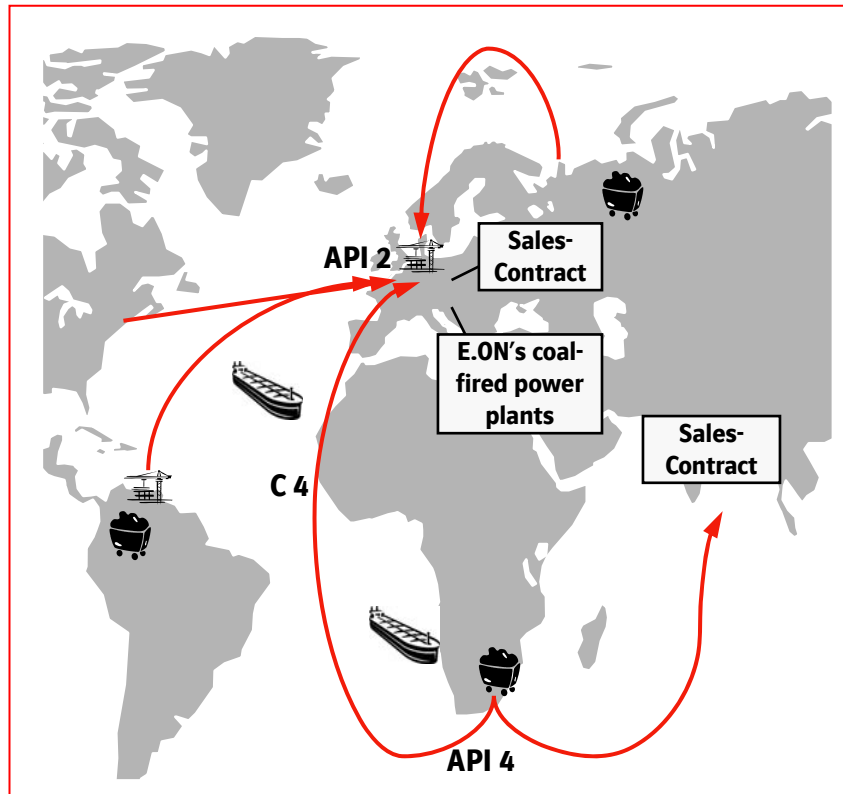 API 2
Sales-
Contract
E.ON's coal-
fired power
plants
Sales-
Contract
C 4
API 4